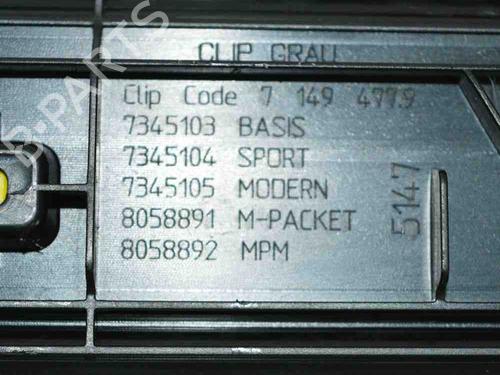 CLIP GRAU
Clip Code 7 149 477.9
7345103 BASIS
7345104 SPORT
7345105 MODERN
8058891 M-PACKET
8058892 MPM
5147
B-PARTS